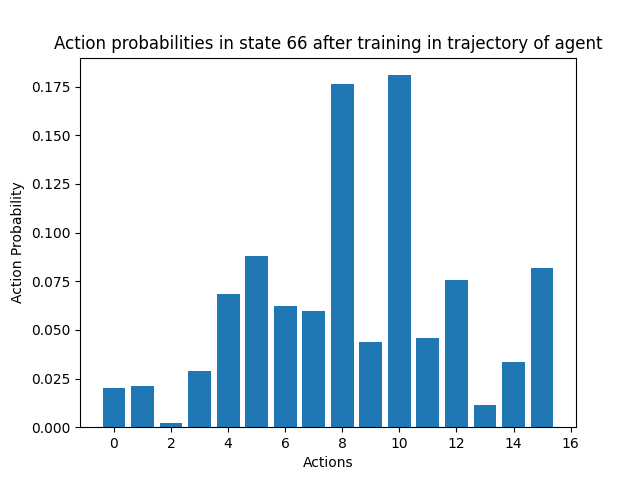 Action probabilities in state 66 after training in trajectory of agent
0.175
0.150
0.125
0.100
0.075
0.050
0.025
0.000
Action Probability
0 2 4 6 8 10 12 14 16
Actions